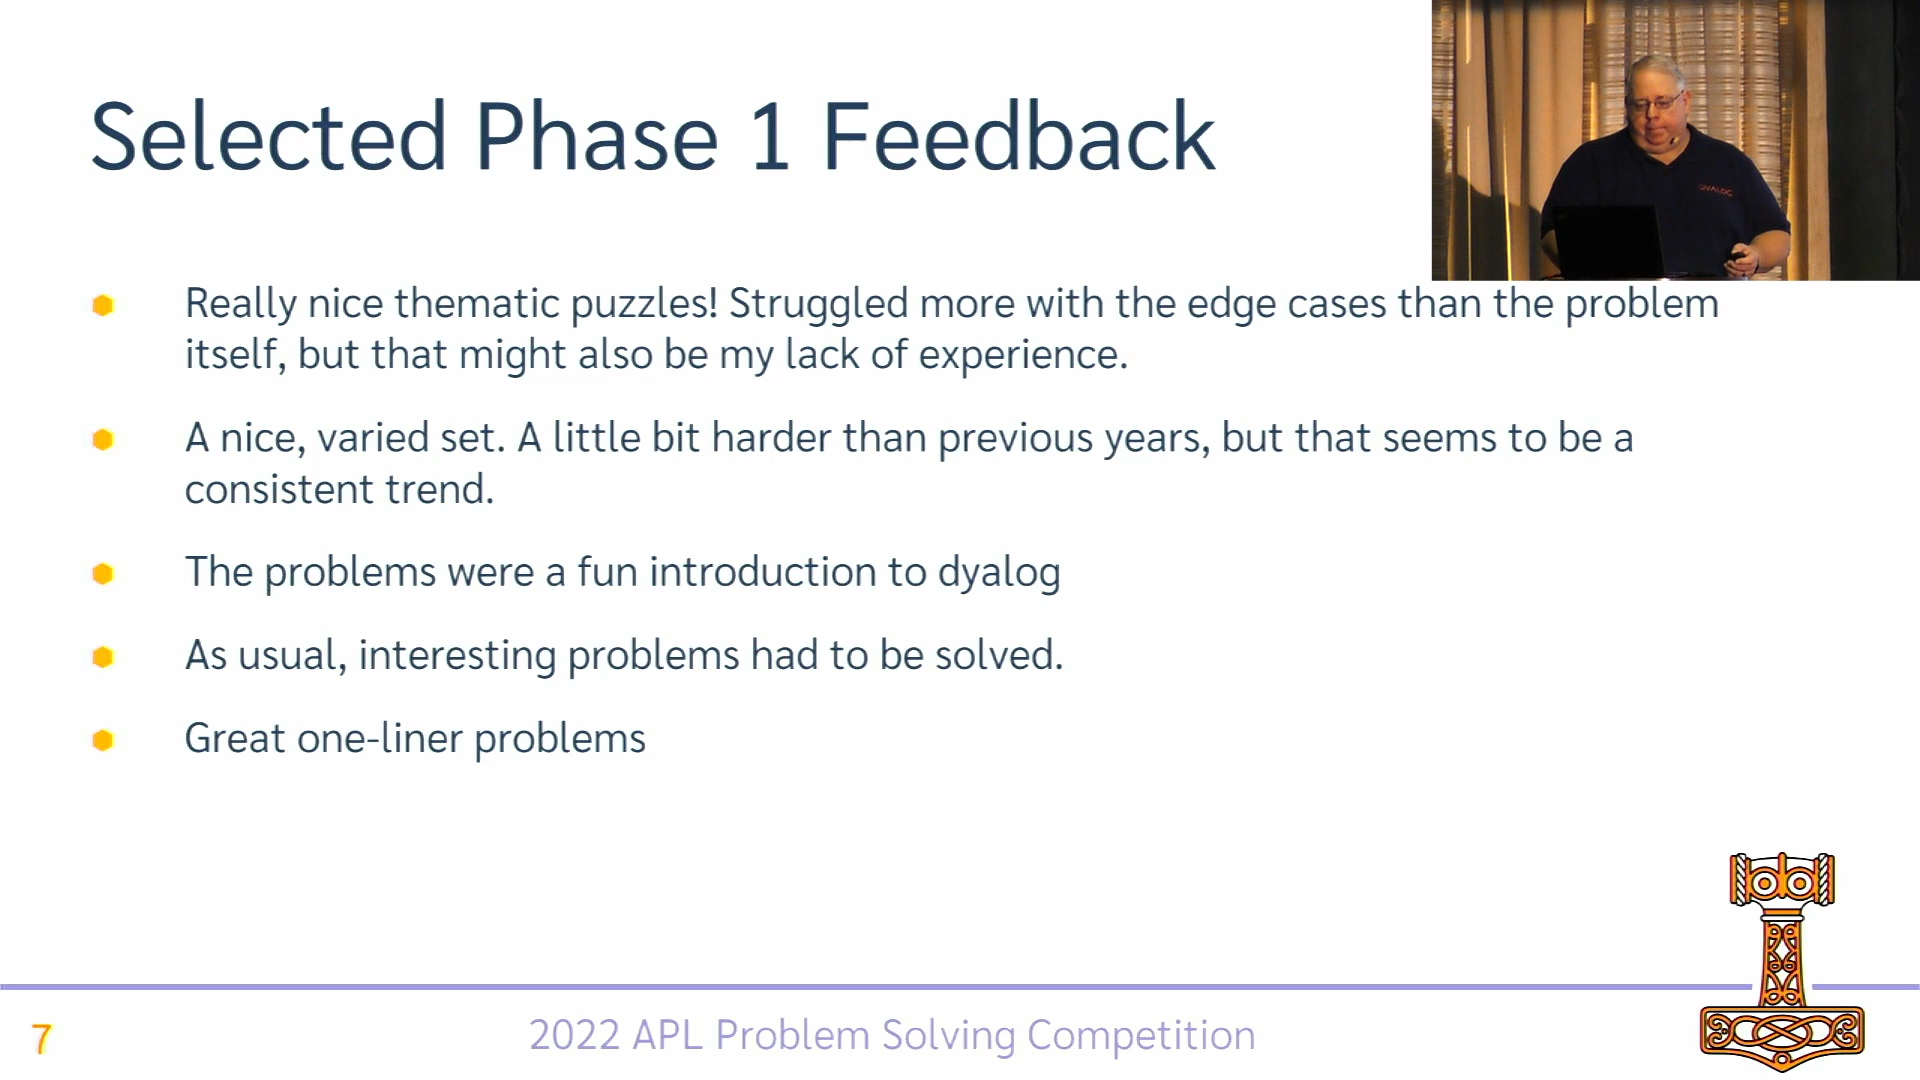 Selected Phase 1 Feedback
DYALOG
Really nice thematic puzzles! Struggled more with the edge cases than the problem
itself, but that might also be my lack of experience.
A nice, varied set. A little bit harder than previous years, but that seems to be a
consistent trend.
The problems were a fun introduction to dyalog
As usual, interesting problems had to be solved.
Great one-liner problems
7
2022 APL Problem Solving Competition